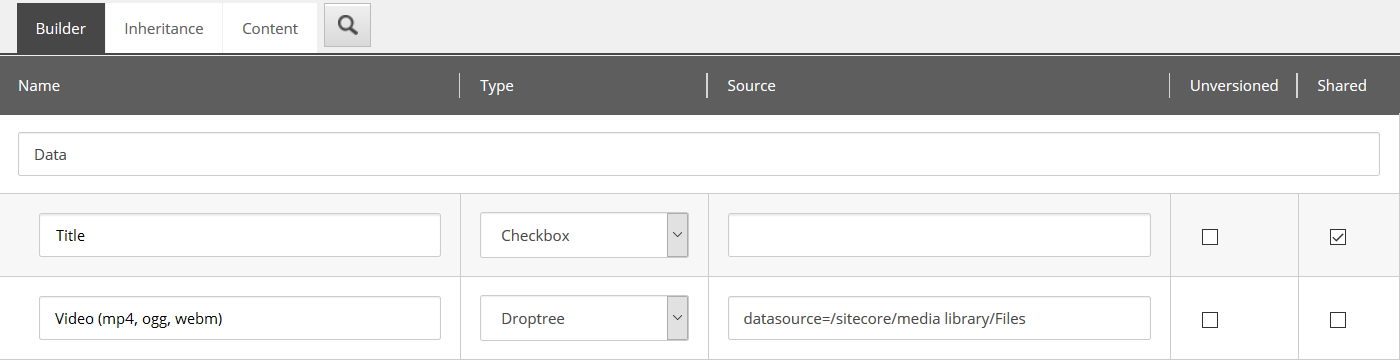 Builder Inheritance Content
Name Type Source Unversioned Shared
Data
Title Checkbox
Video (mp4, ogg, webm) Droptree datasource=/sitecore/media library/Files